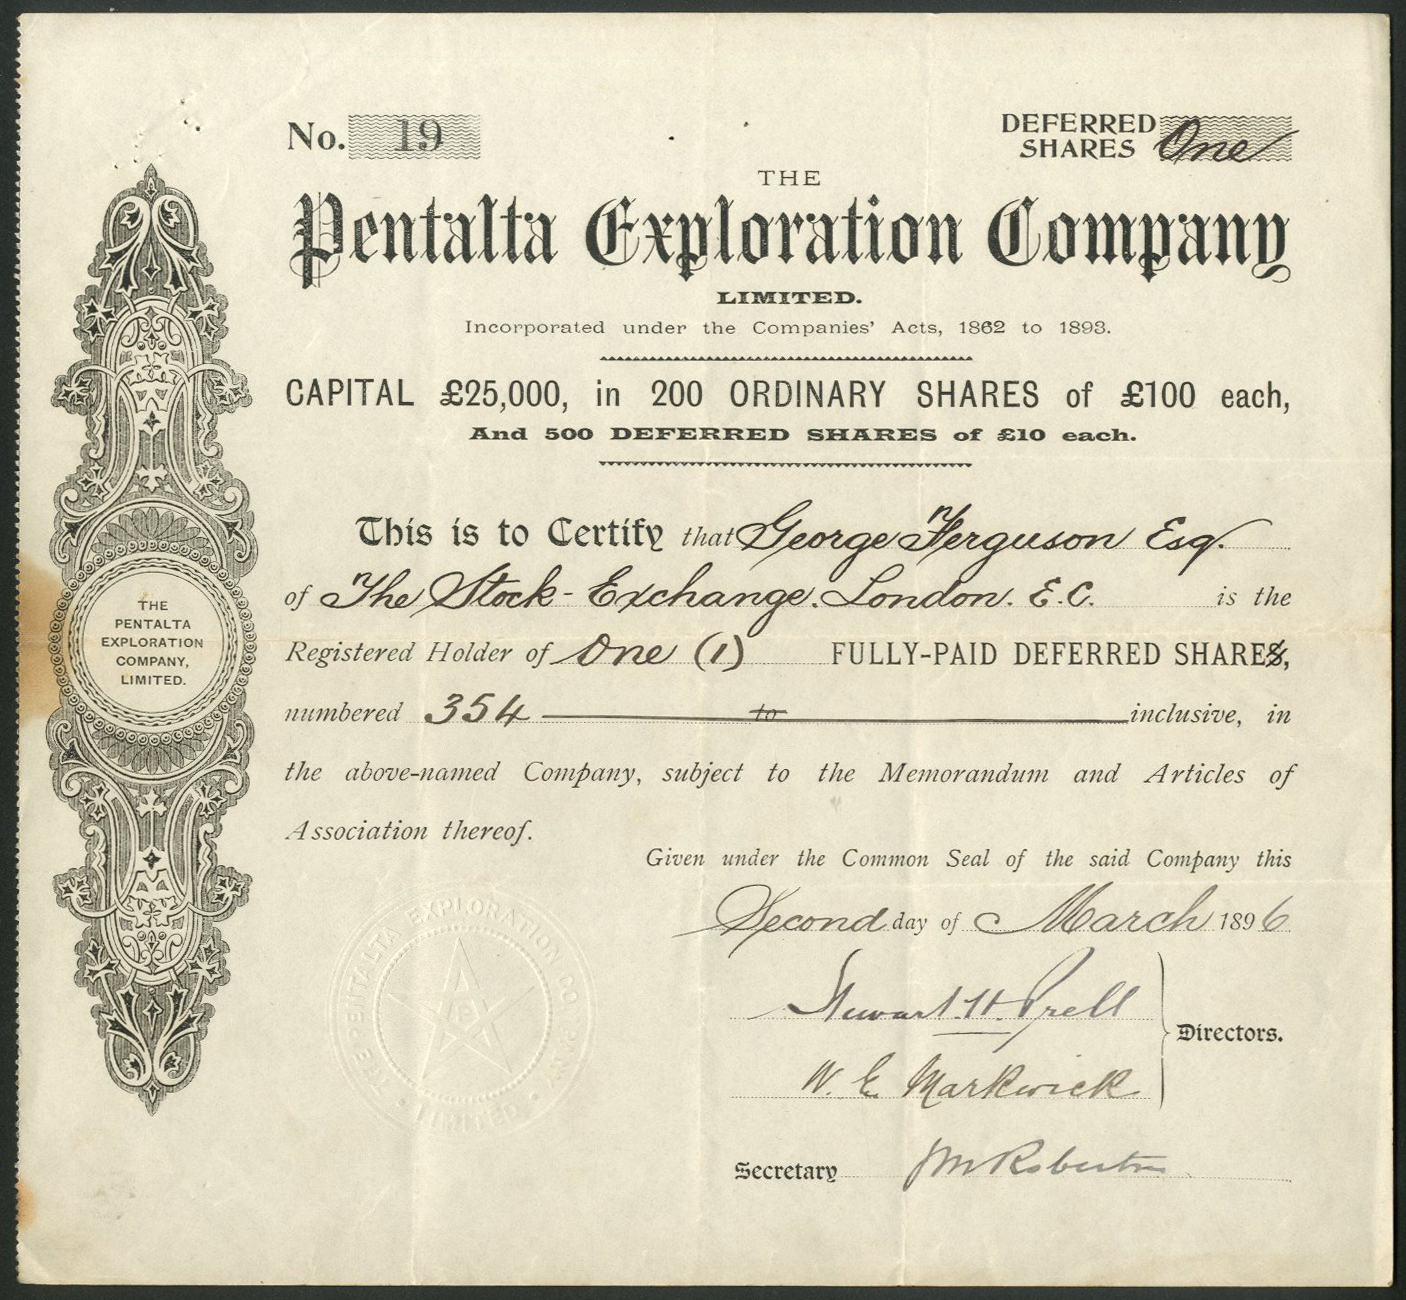 No. 19
DEFERRED
SHARES One
THE
Pentalta Exploration Company
LIMITED.
Incorporated under the Companies' Acts, 1862 to 1893.
CAPITAL £25,000, in 200 ORDINARY SHARES of £100 each,
And 500 DEFERRED SHARES of £10 each.
This is to Certify that George Ferguson Esq.
of The Stock-Exchange. London. E.C. is the
Registered Holder of One (1) FULLY-PAID DEFERRED SHARES,
numbered 354 to inclusive, in
the above-named Company, subject to the Memorandum and Articles of
Association thereof.
Given under the Common Seal of the said Company this
Second day of March 1896
Stewart H. Prell
W. E. Markwick
Directors.
Secretary J M Roberton
THE
PENTALTA
EXPLORATION
COMPANY,
LIMITED.
THE PENTALTA EXPLORATION COMPANY
LIMITED